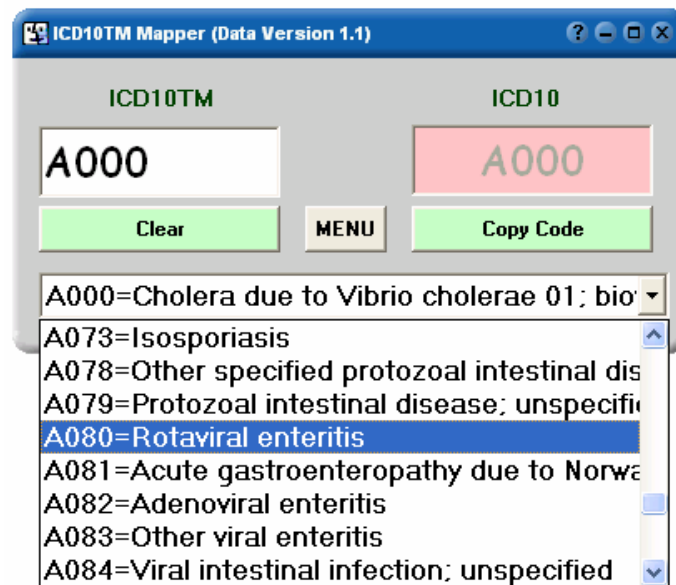 ICD10TM Mapper (Data Version 1.1)
ICD10TM ICD10
A000 A000
Clear MENU Copy Code
A000=Cholera due to Vibrio cholerae 01; bio
A073=Isosporiasis
A078=Other specified protozoal intestinal dis
A079=Protozoal intestinal disease; unspecifi
A080=Rotaviral enteritis
A081=Acute gastroenteropathy due to Norwa
A082=Adenoviral enteritis
A083=Other viral enteritis
A084=Viral intestinal infection; unspecified